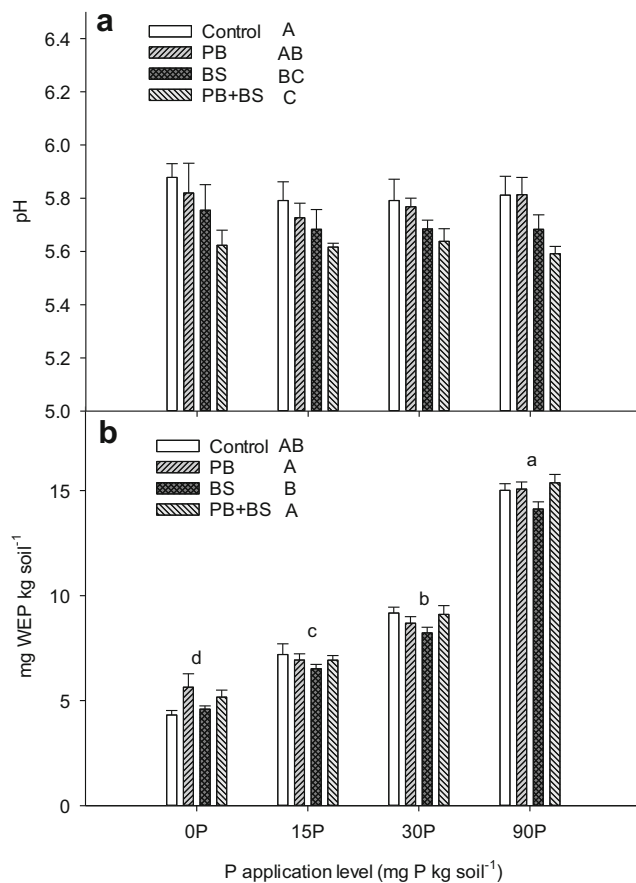 a
Control A
PB AB
BS BC
PB+BS C
6.4
6.2
6.0
5.8
5.6
5.4
5.2
5.0
pH
b
Control AB
PB A
BS B
PB+BS A
15
10
5
0
mg WEP kg soil⁻¹
d
c
b
a
0P 15P 30P 90P
P application level (mg P kg soil⁻¹)